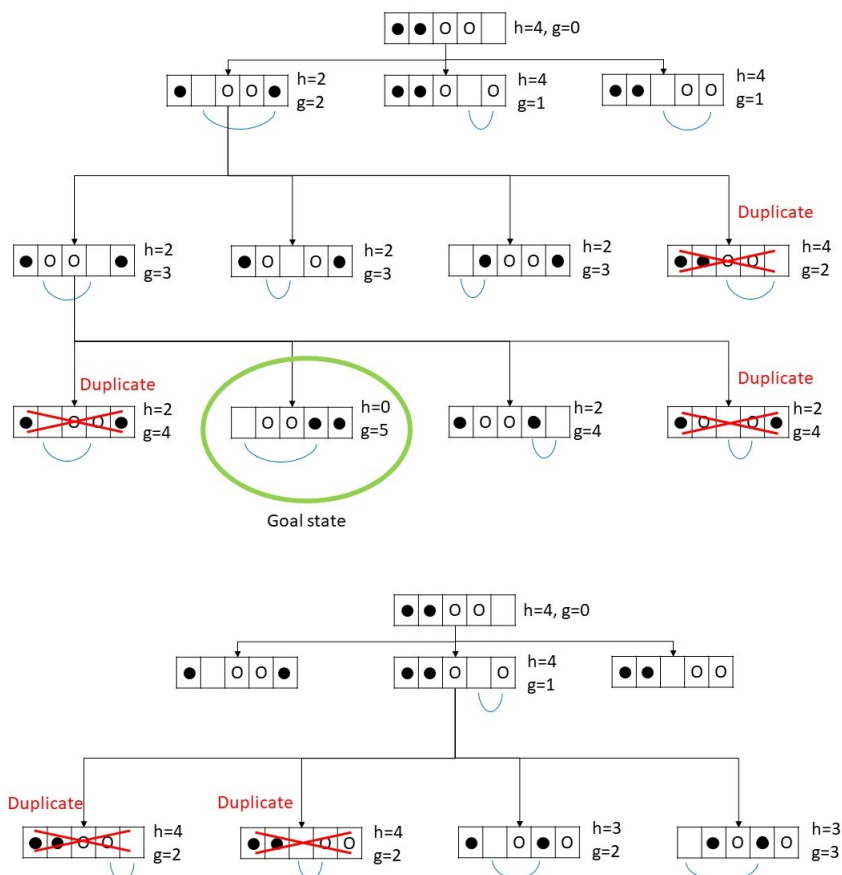 ● ● O O h=4, g=0
● O O ● h=2 g=2
● ● O O h=4 g=1
● ● O O h=4 g=1
Duplicate
● O O ● h=2 g=3
● O O ● h=2 g=3
● O O ● h=2 g=3
● ● O O h=4 g=2
Duplicate
Duplicate
● O O ● h=2 g=4
O O ● ● h=0 g=5
● O O ● h=2 g=4
● O O ● h=2 g=4
Goal state
● ● O O h=4, g=0
● O O ●
● ● O O h=4 g=1
● ● O O
Duplicate
Duplicate
● ● O O h=4 g=2
● ● O O h=4 g=2
● O ● O h=3 g=2
● O ● O h=3 g=3